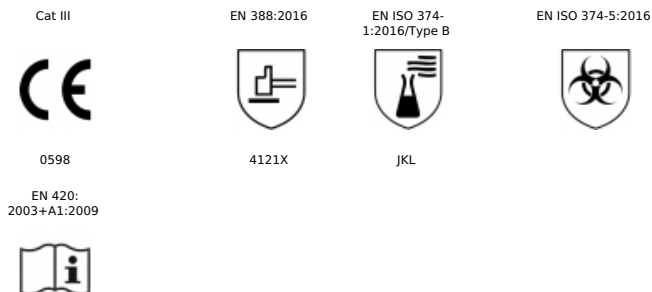 Cat III
EN 388:2016
EN ISO 374-
1:2016/Type B
EN ISO 374-5:2016
CE
0598
4121X
JKL
EN 420:
2003+A1:2009
i